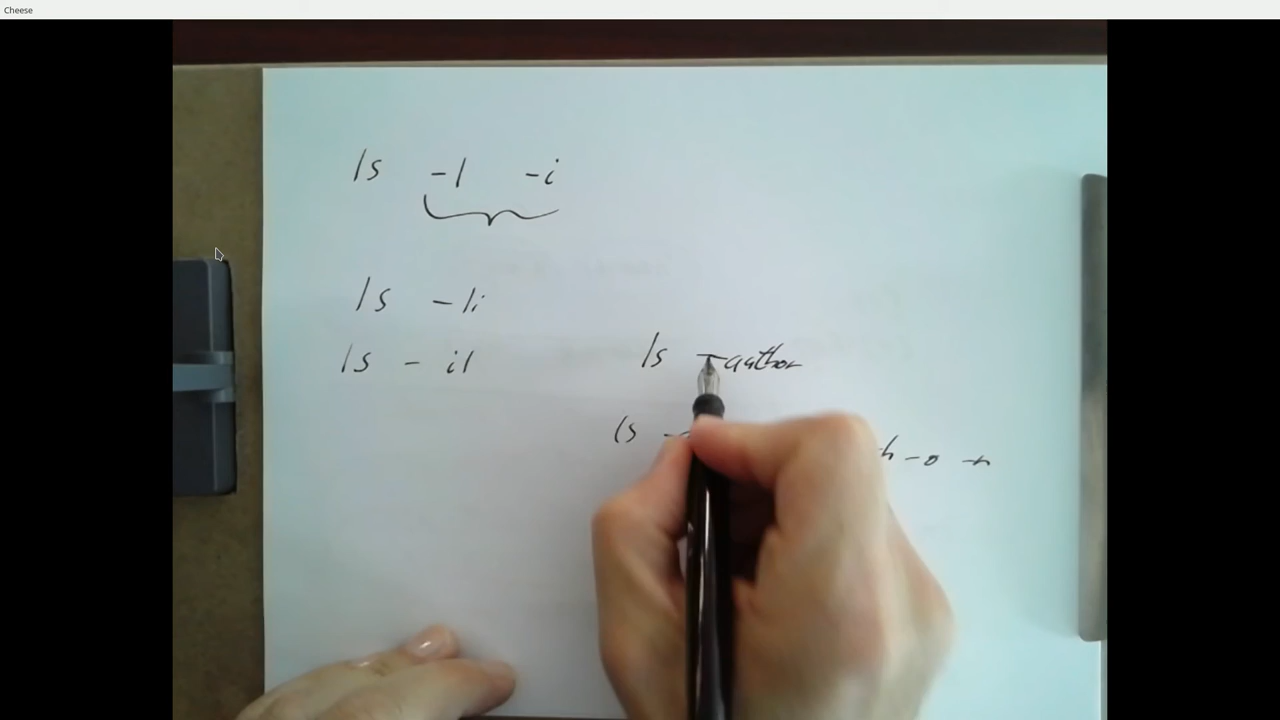 Cheese
ls -l -i
ls -li
ls - il
ls -author
ls - h -o -r